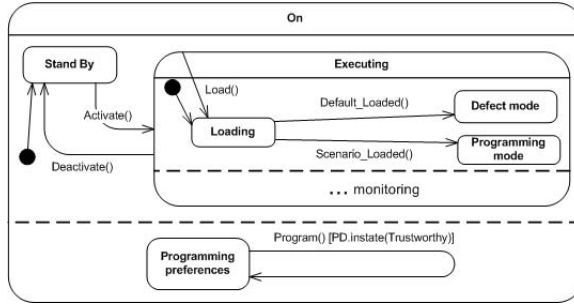 On
Stand By
Executing
Load()
Default_Loaded()
Defect mode
Activate()
Loading
Programming
mode
Scenario_Loaded()
Deactivate()
... monitoring
Program() [PD.instate(Trustworthy)]
Programming
preferences